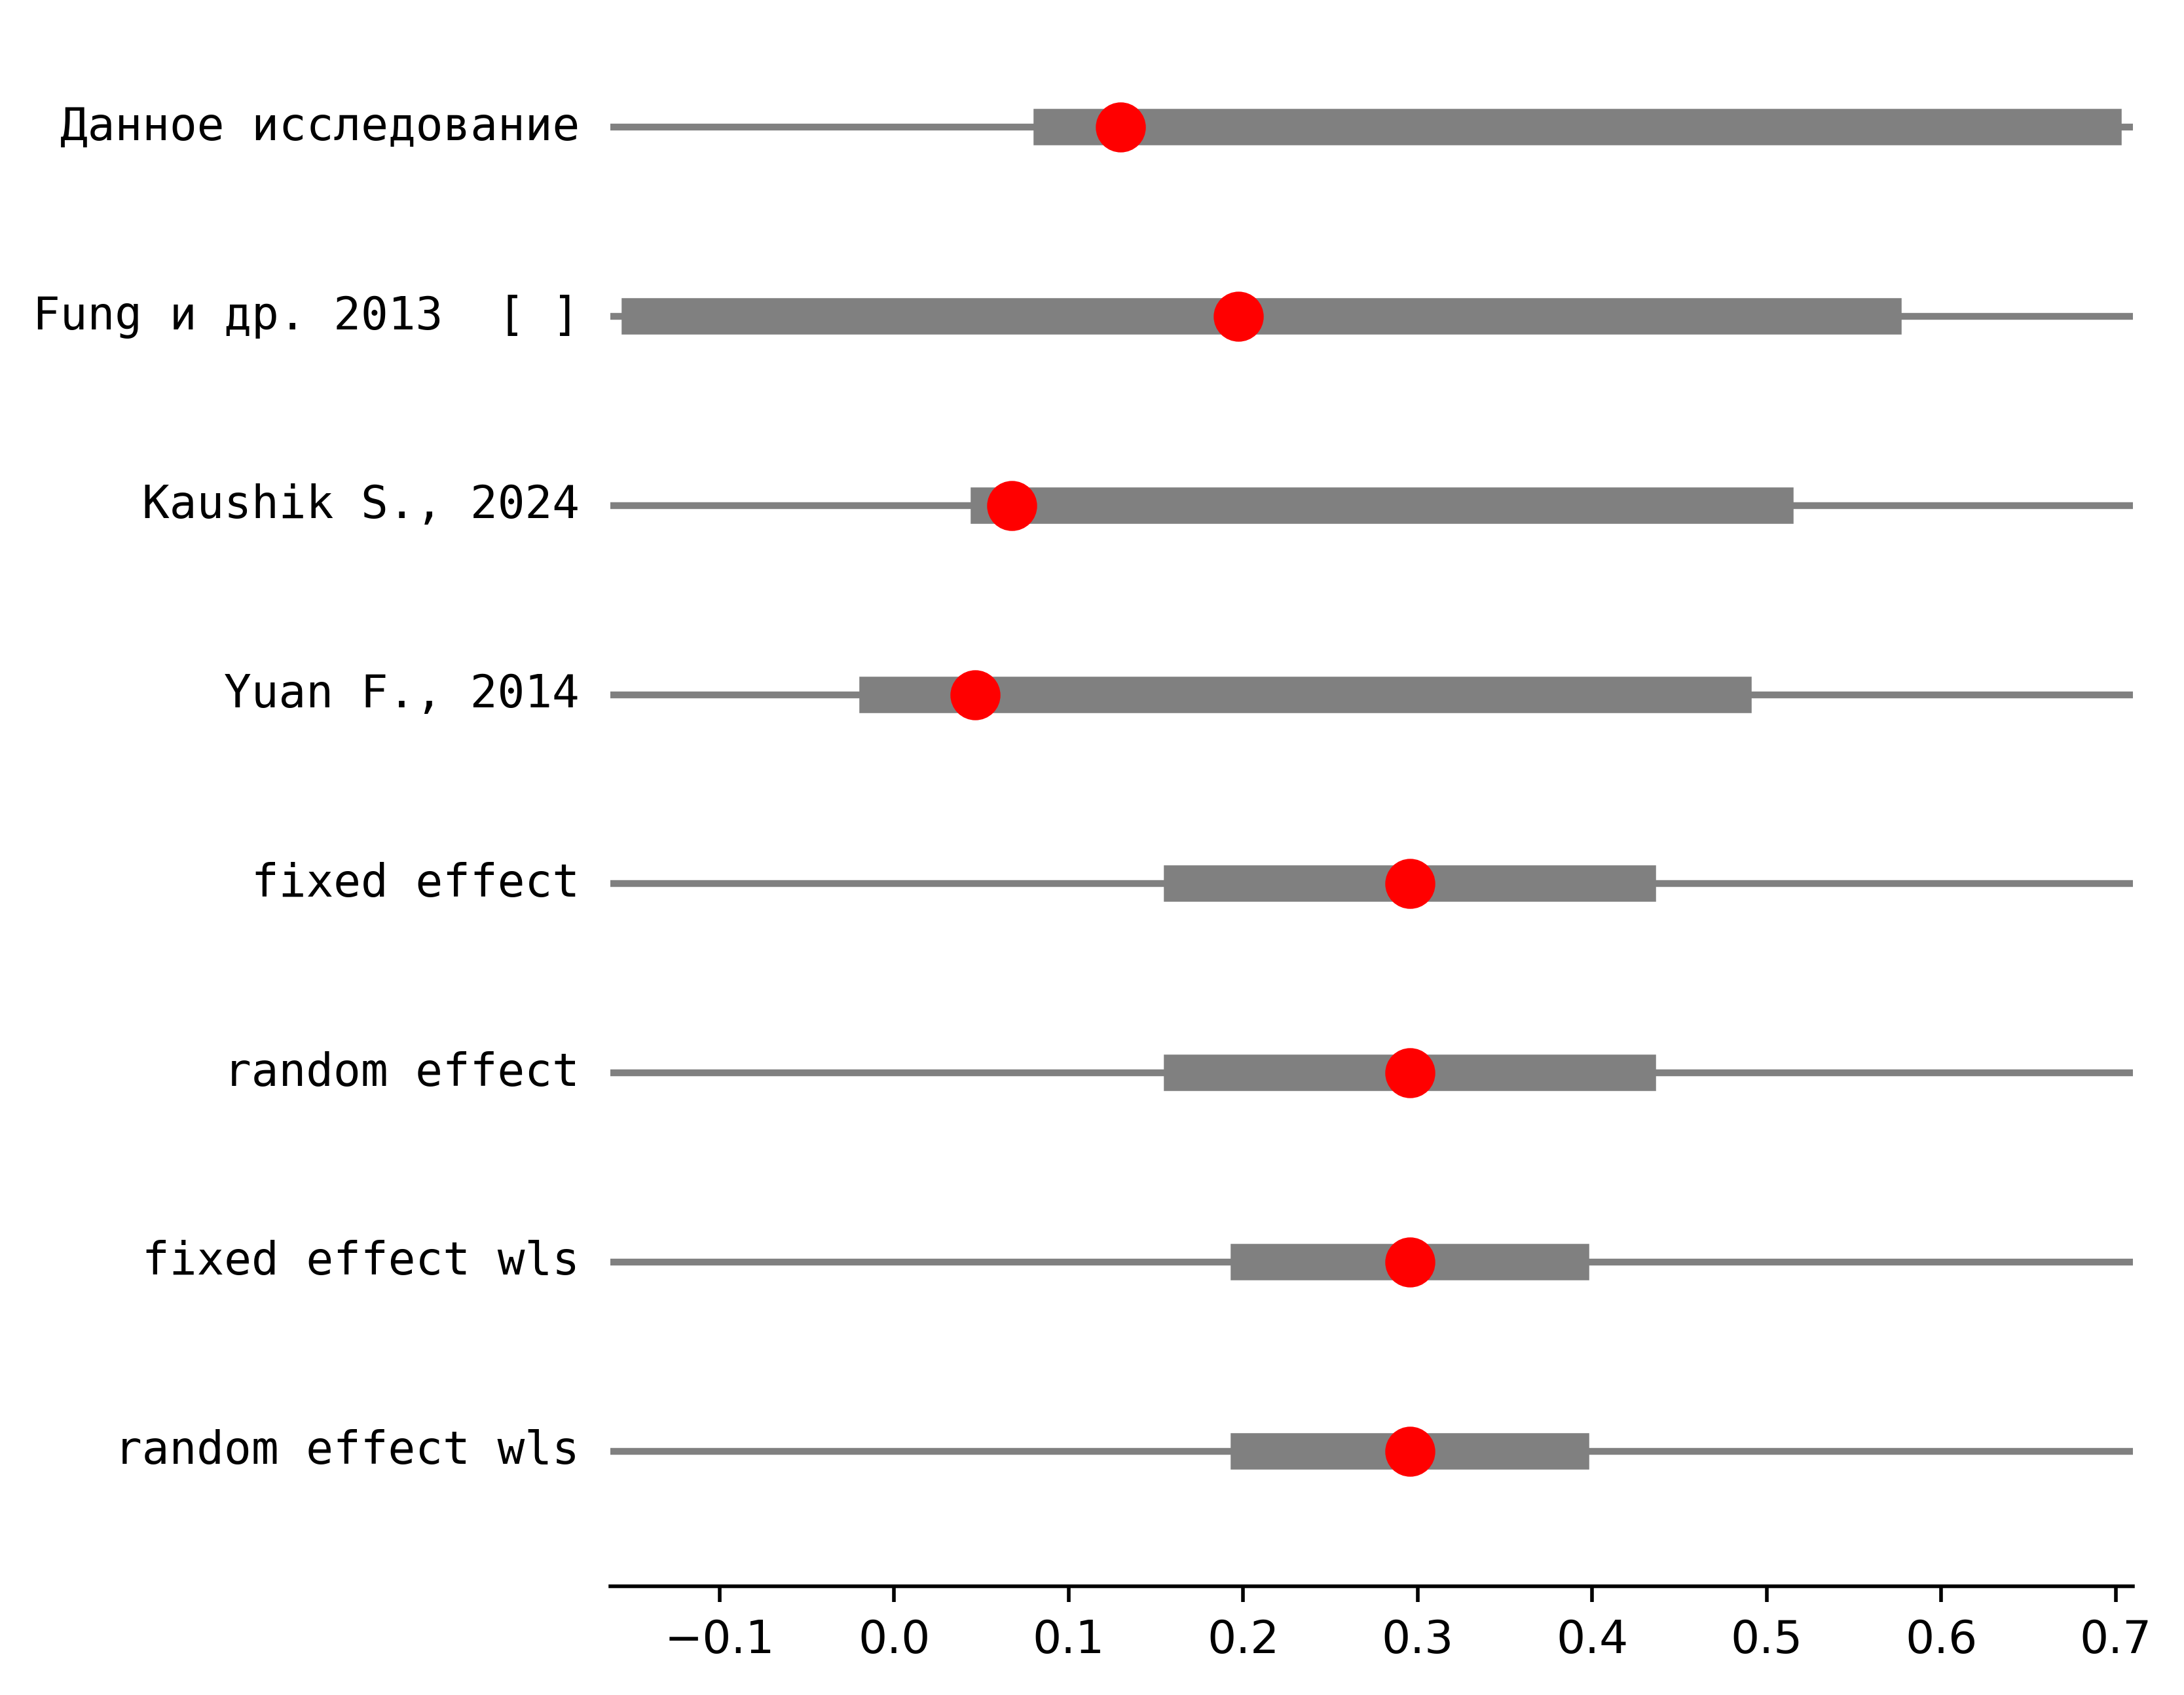 Данное исследование
Fung и др. 2013  [ ]
Kaushik S., 2024
Yuan F., 2014
fixed effect
random effect
fixed effect wls
random effect wls
−0.1 0.0 0.1 0.2 0.3 0.4 0.5 0.6 0.7